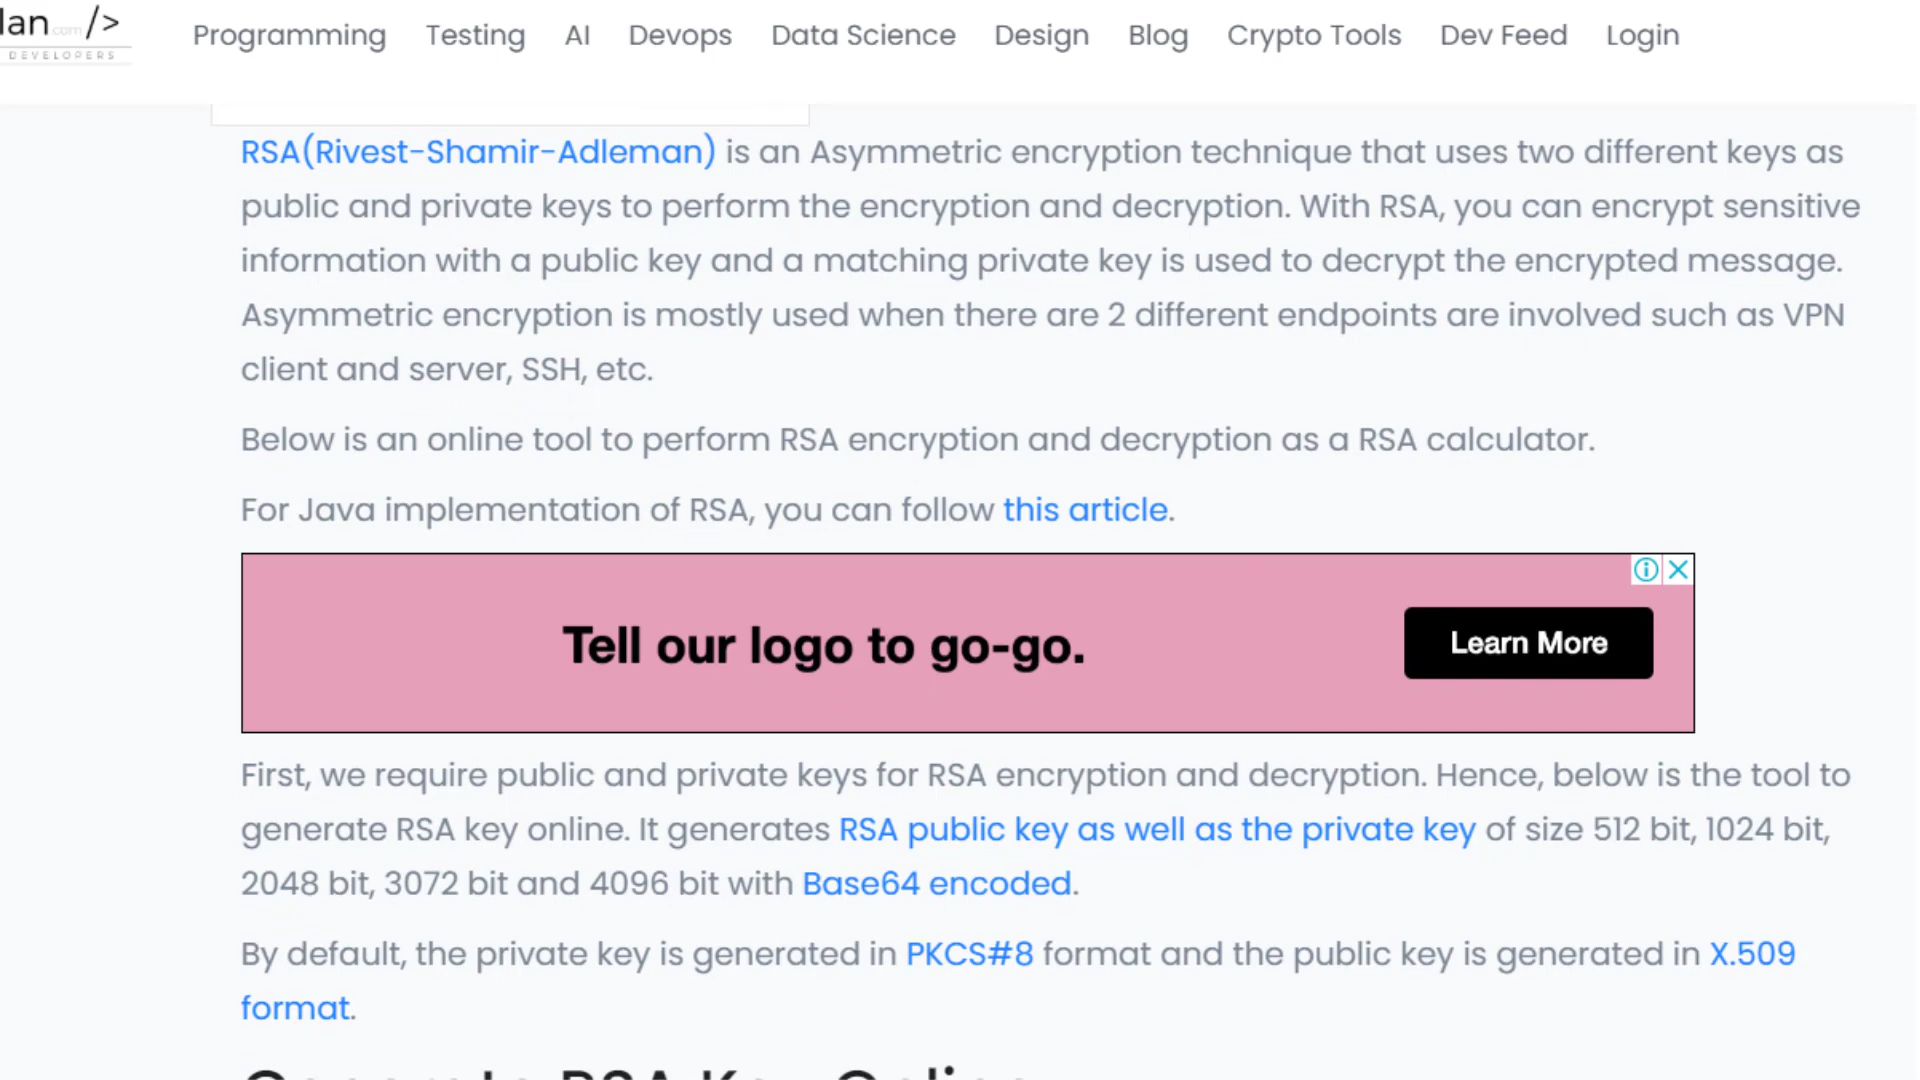 lan.com />
DEVELOPERS
Programming Testing AI Devops Data Science Design Blog Crypto Tools Dev Feed Login
RSA(Rivest-Shamir-Adleman) is an Asymmetric encryption technique that uses two different keys as
public and private keys to perform the encryption and decryption. With RSA, you can encrypt sensitive
information with a public key and a matching private key is used to decrypt the encrypted message.
Asymmetric encryption is mostly used when there are 2 different endpoints are involved such as VPN
client and server, SSH, etc.
Below is an online tool to perform RSA encryption and decryption as a RSA calculator.
For Java implementation of RSA, you can follow this article.
Tell our logo to go-go.
Learn More
First, we require public and private keys for RSA encryption and decryption. Hence, below is the tool to
generate RSA key online. It generates RSA public key as well as the private key of size 512 bit, 1024 bit,
2048 bit, 3072 bit and 4096 bit with Base64 encoded.
By default, the private key is generated in PKCS#8 format and the public key is generated in X.509
format.
Generate RSA Key Online